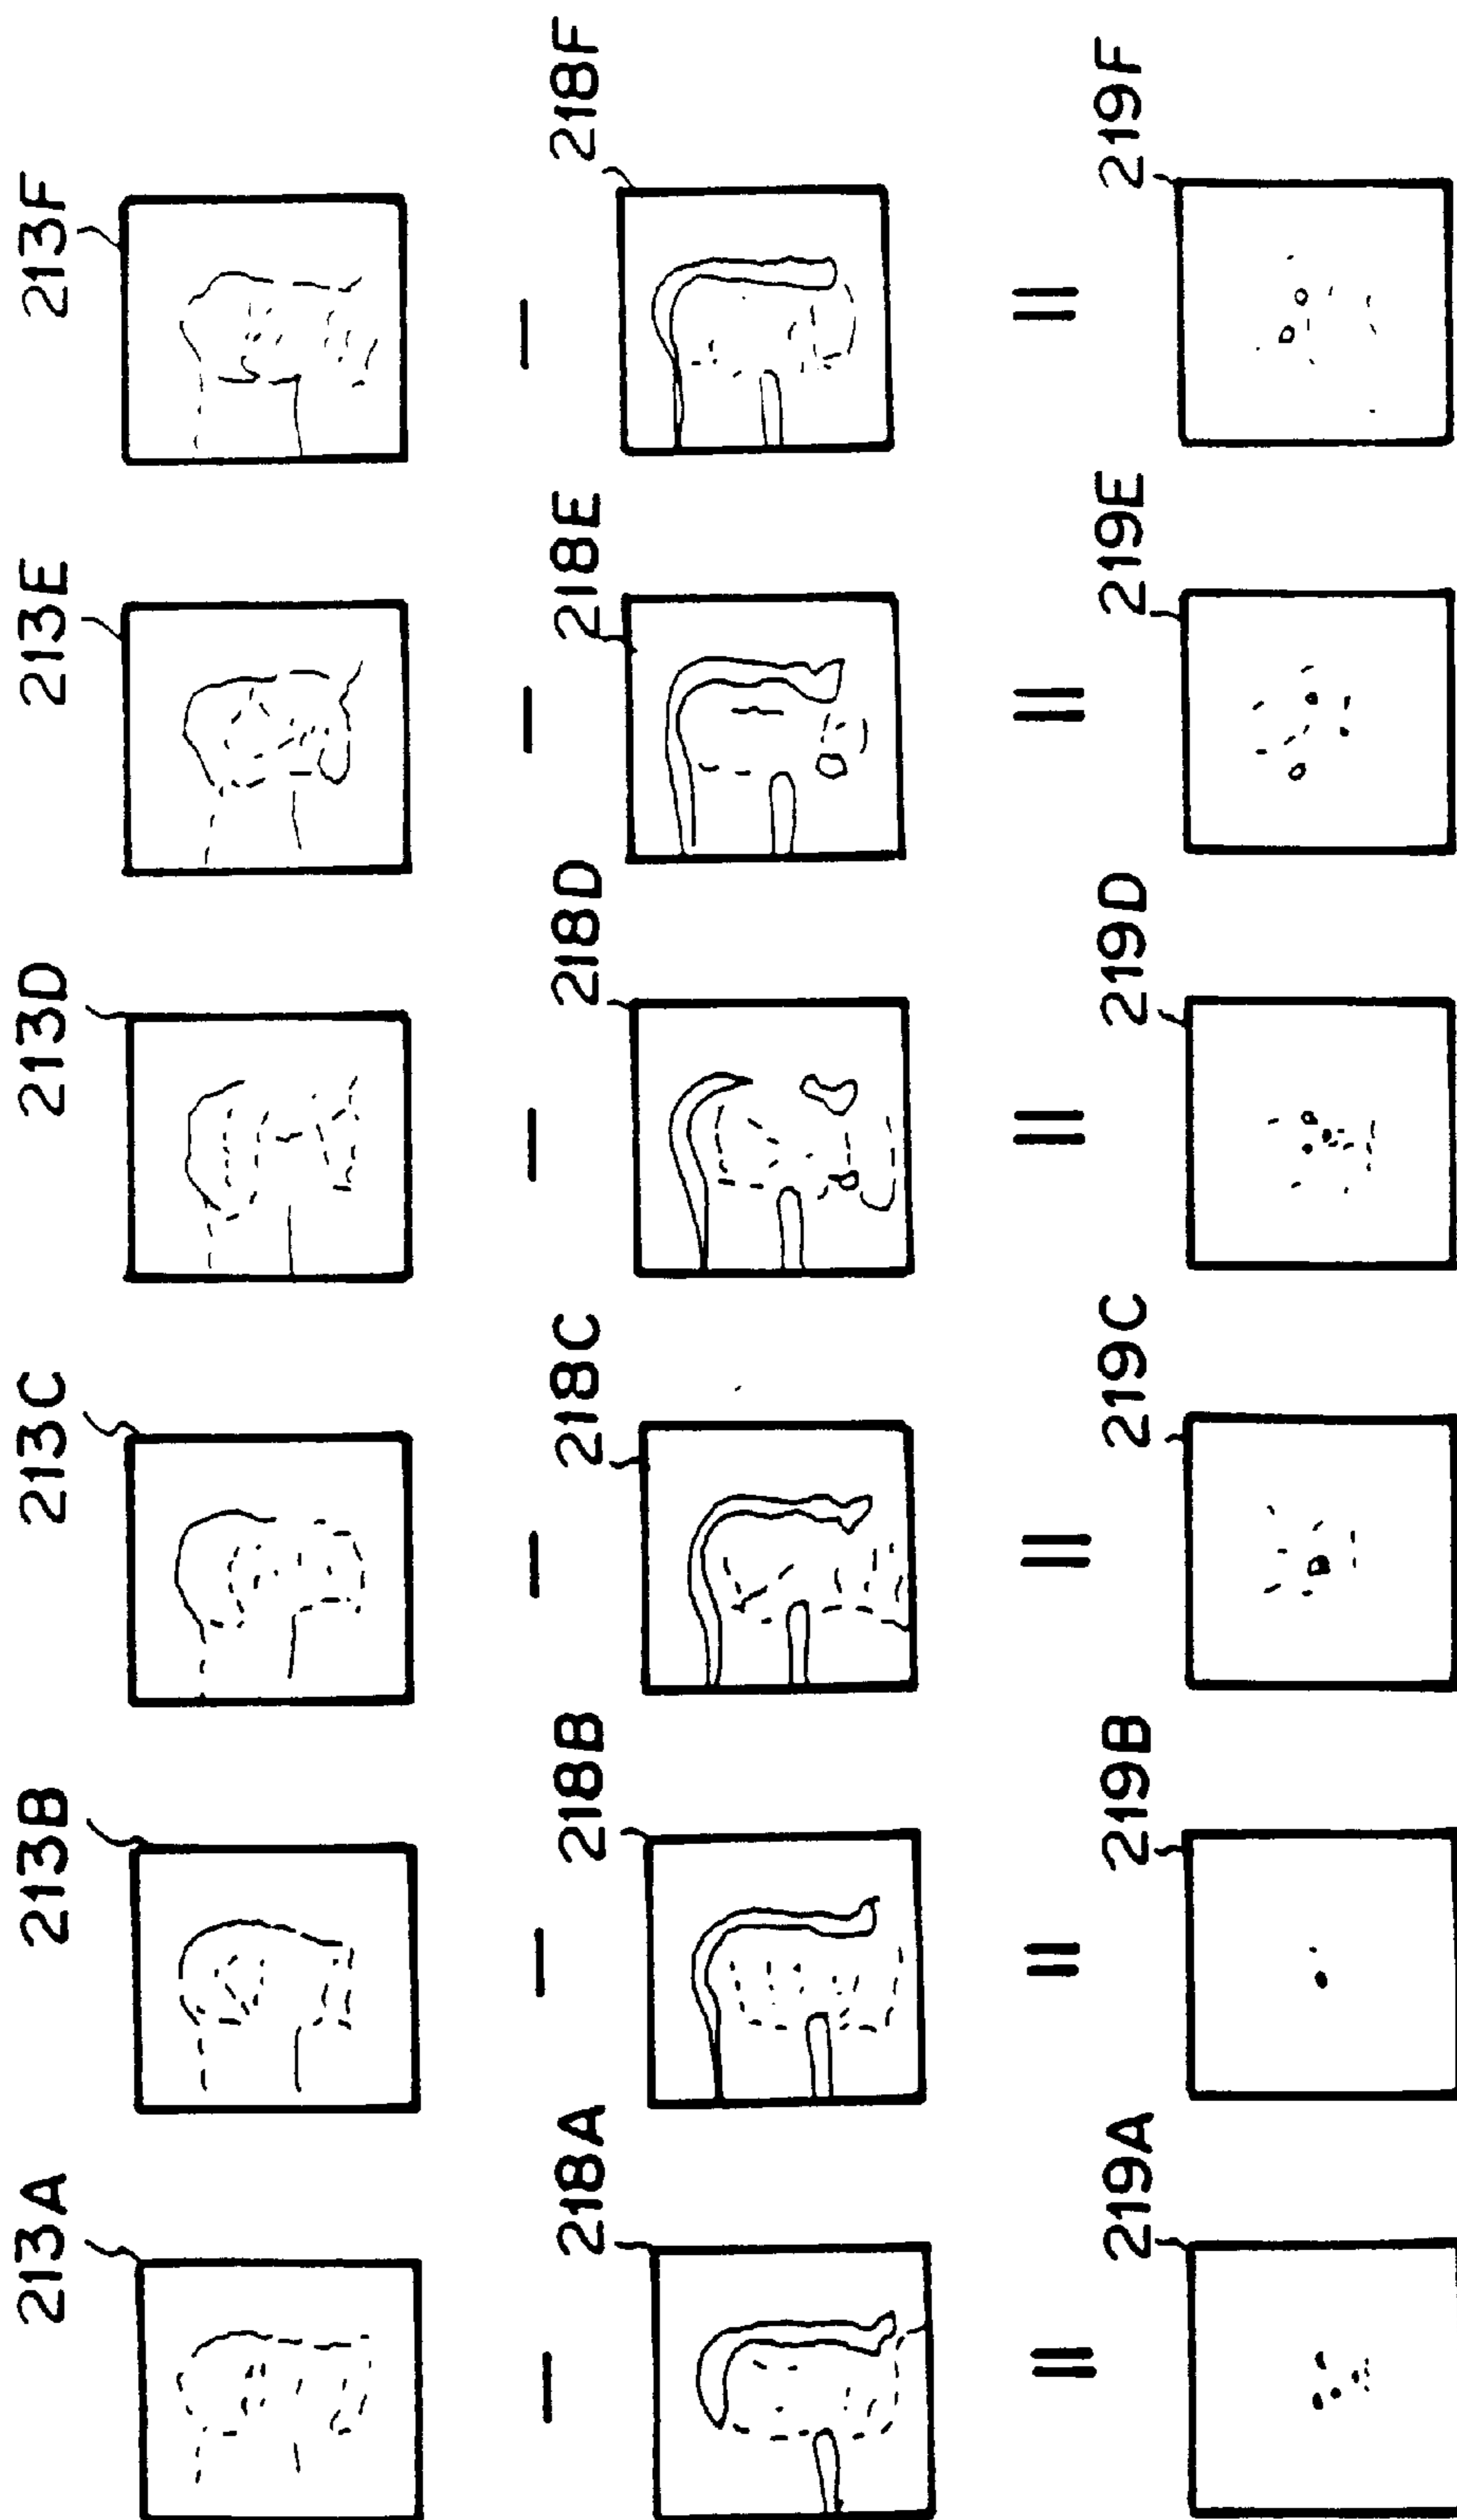 213A 213B 213C 213D 213E 213F
— — — — — —
218A 218B 218C 218D 218E 218F
= = = = = =
219A 219B 219C 219D 219E 219F